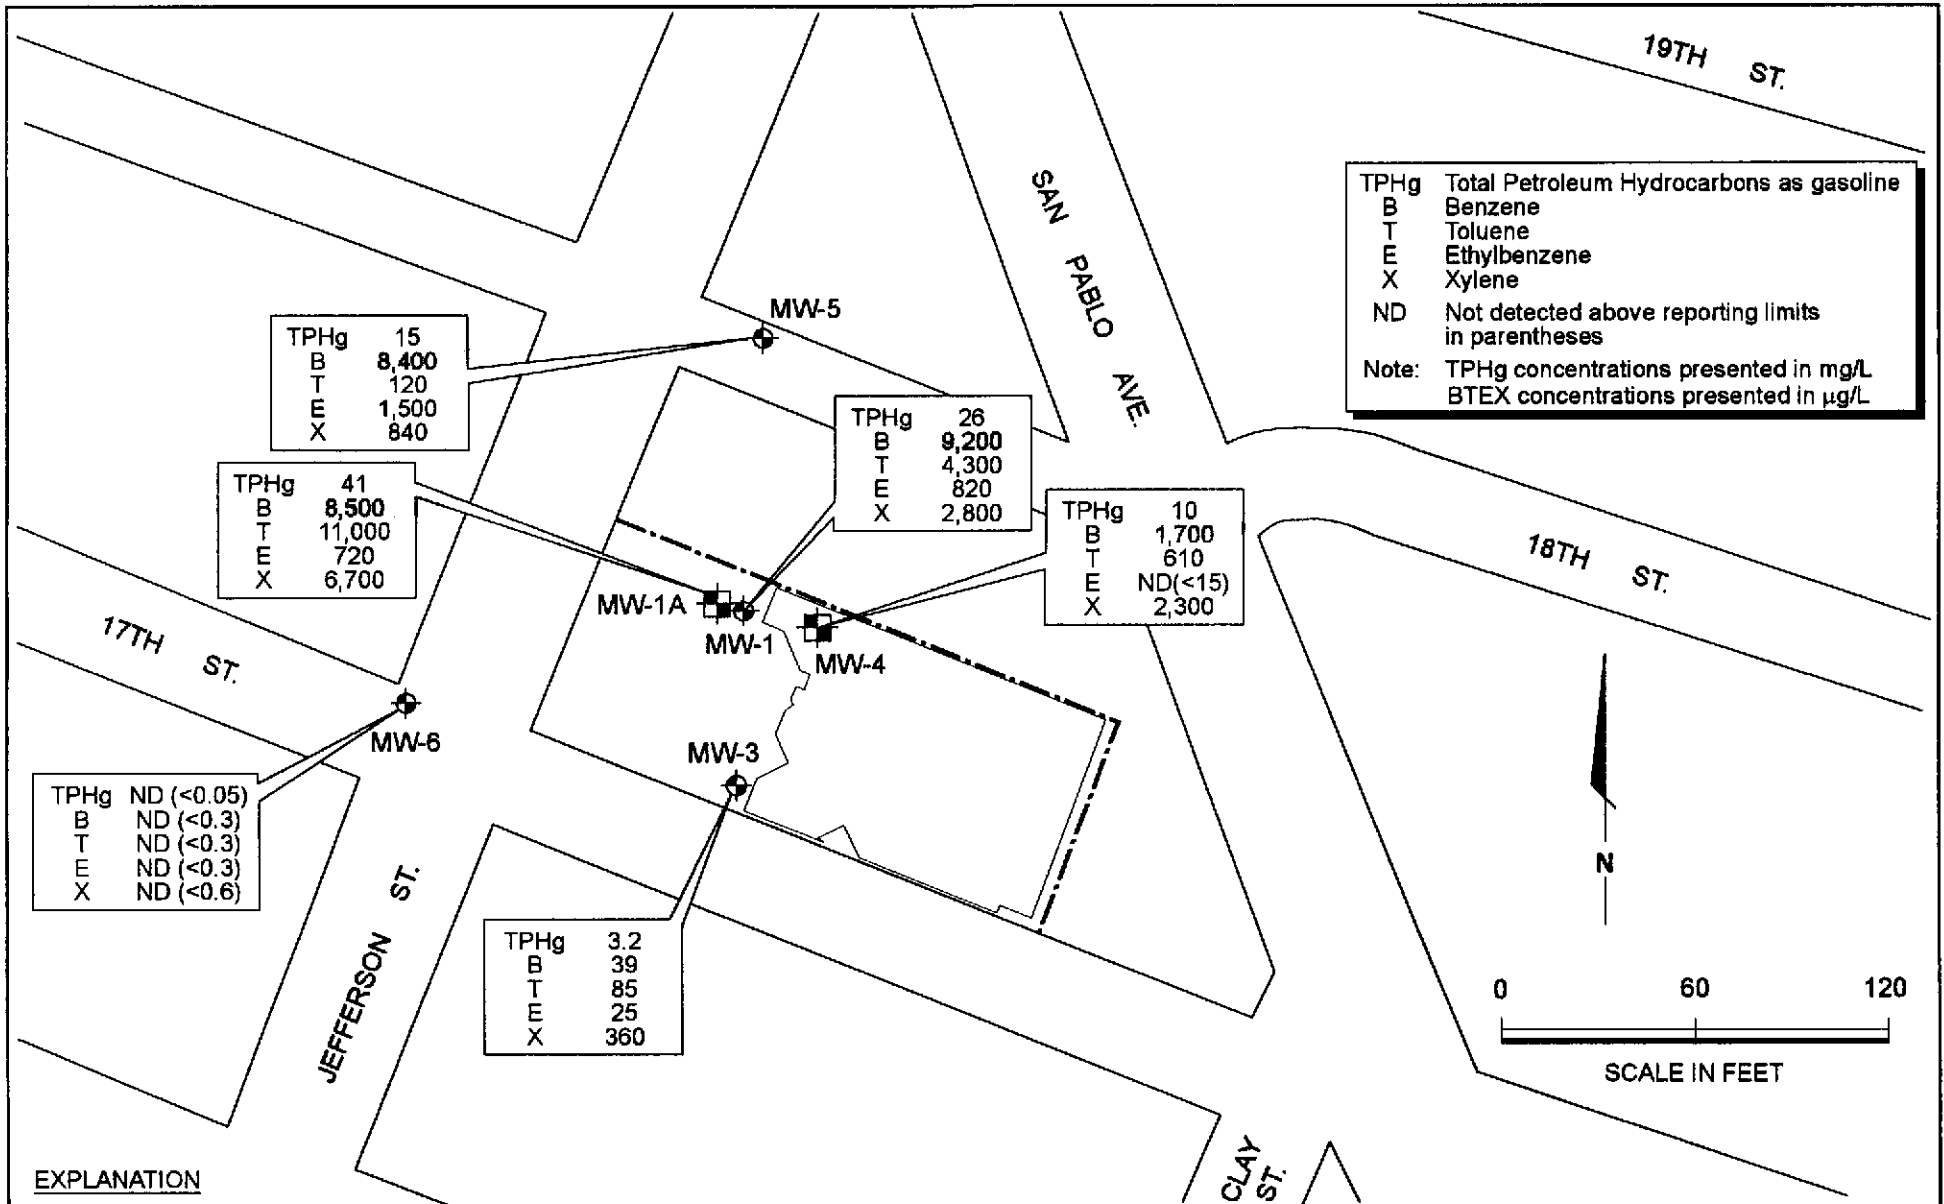 19TH ST.
SAN PABLO AVE.
TPHg Total Petroleum Hydrocarbons as gasoline
B Benzene
T Toluene
E Ethylbenzene
X Xylene
ND Not detected above reporting limits
in parentheses
Note: TPHg concentrations presented in mg/L
BTEX concentrations presented in µg/L
MW-5
TPHg 15
B 8,400
T 120
E 1,500
X 840
TPHg 26
B 9,200
T 4,300
E 820
X 2,800
TPHg 41
B 8,500
T 11,000
E 720
X 6,700
TPHg 10
B 1,700
T 610
E ND(<15)
X 2,300
18TH ST.
MW-1A
MW-1
MW-4
17TH ST.
MW-6
MW-3
TPHg ND (<0.05)
B ND (<0.3)
T ND (<0.3)
E ND (<0.3)
X ND (<0.6)
N
JEFFERSON ST.
TPHg 3.2
B 39
T 85
E 25
X 360
0 60 120
SCALE IN FEET
CLAY ST.
EXPLANATION